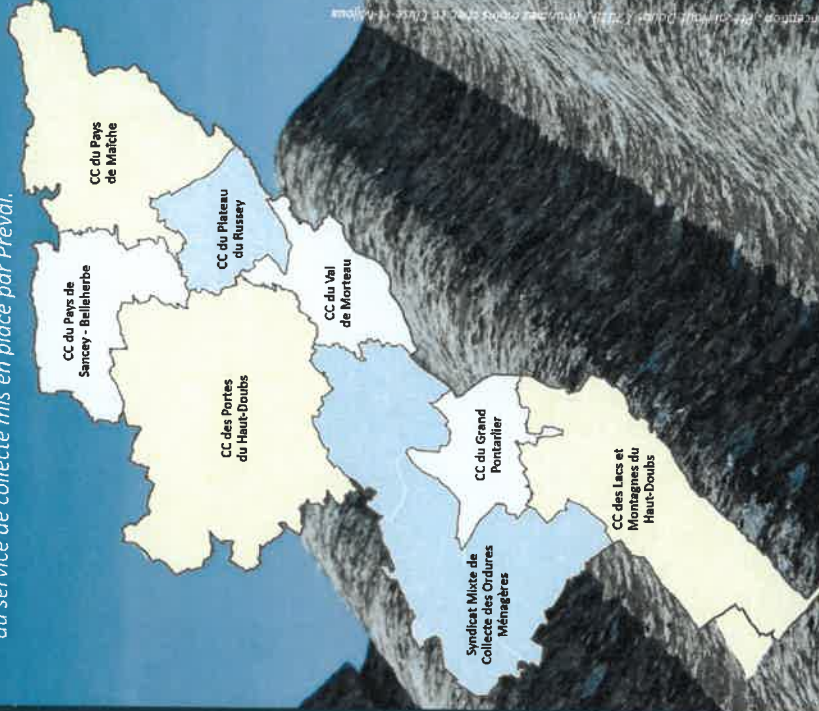 au service de collecte mis en place par Préval.
CC du Pays
de Maîche
CC du Pays de
Sancey - Belleherbe
CC du Plateau
du Russey
CC du Val
de Morteau
CC des Portes
du Haut-Doubs
CC du Grand
Pontarlier
Syndicat Mixte de
Collecte des Ordures
Ménagères
CC des Lacs et
Montagnes du
Haut-Doubs